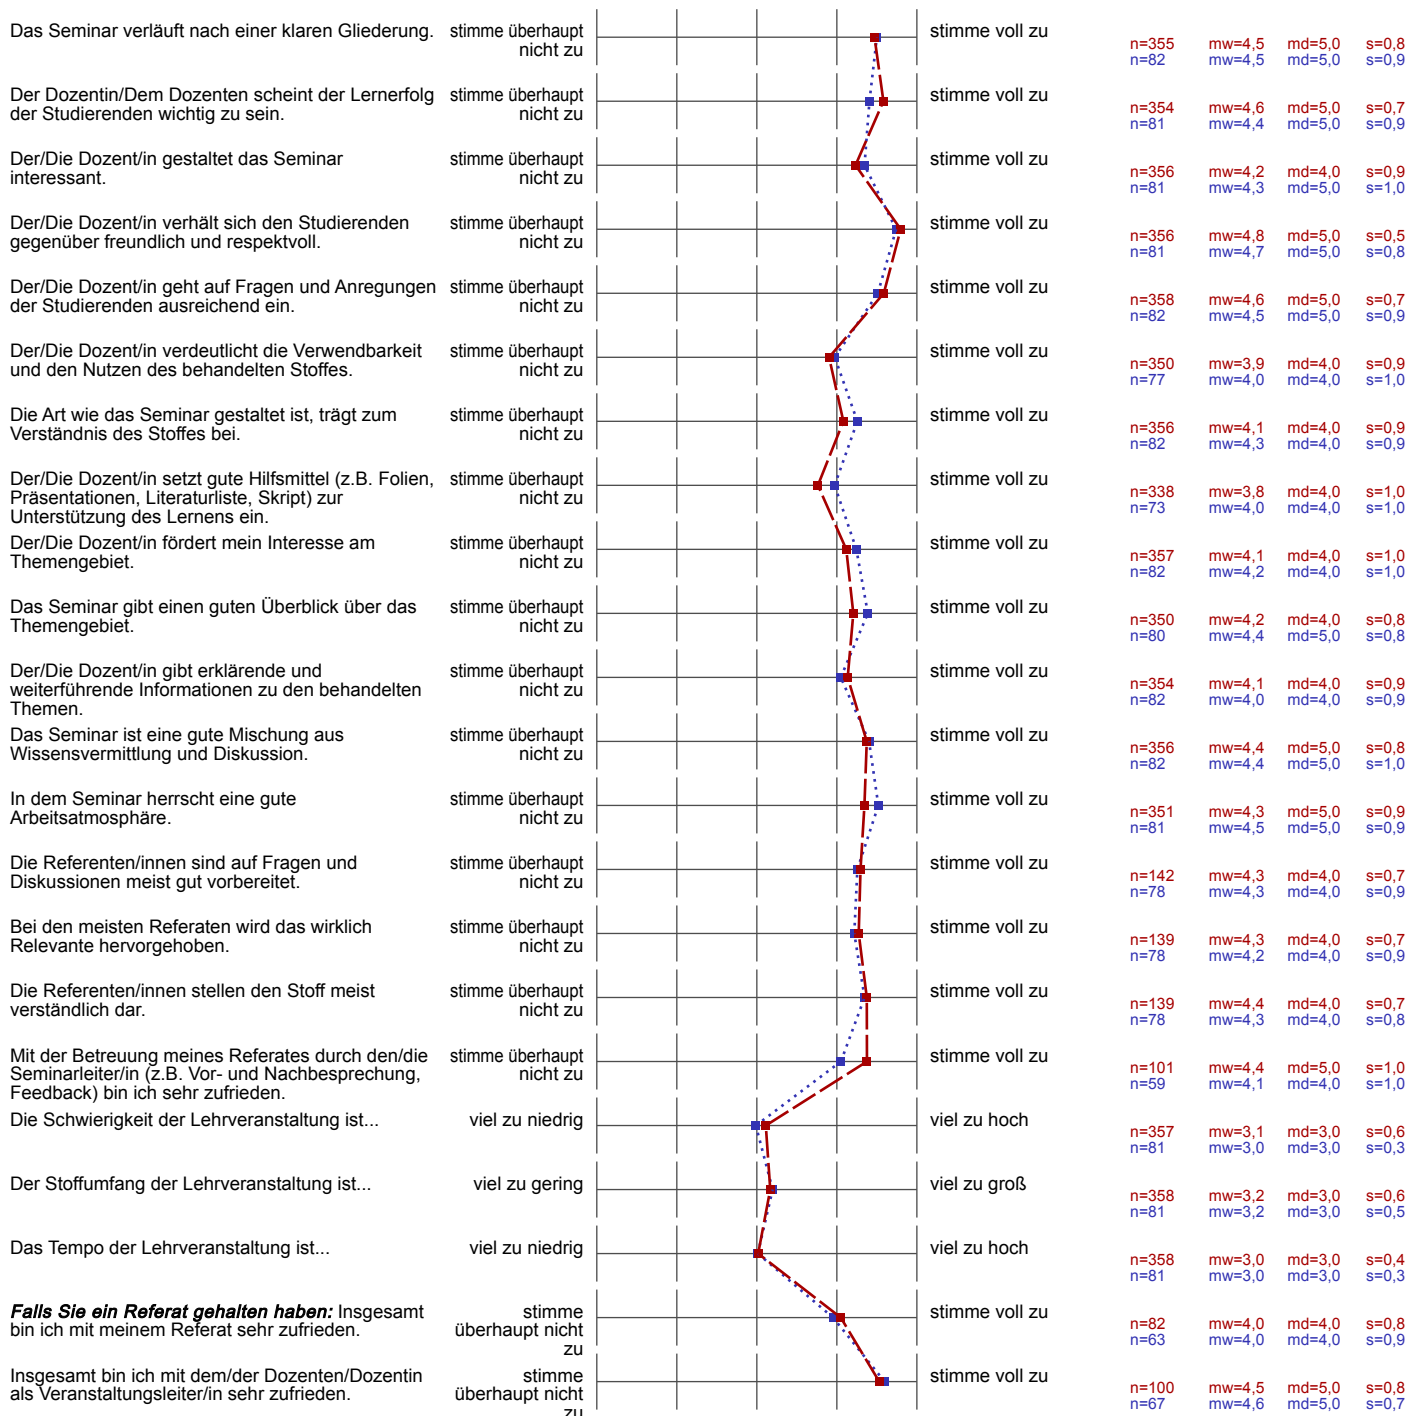 Das Seminar verläuft nach einer klaren Gliederung. stimme überhaupt stimme voll zu
nicht zu
n=355 mw=4,5 md=5,0 s=0,8
n=82 mw=4,5 md=5,0 s=0,9
Der Dozentin/Dem Dozenten scheint der Lernerfolg stimme überhaupt stimme voll zu
der Studierenden wichtig zu sein. nicht zu
n=354 mw=4,6 md=5,0 s=0,7
n=81 mw=4,4 md=5,0 s=0,9
Der/Die Dozent/in gestaltet das Seminar stimme überhaupt stimme voll zu
interessant. nicht zu
n=356 mw=4,2 md=4,0 s=0,9
n=81 mw=4,3 md=5,0 s=1,0
Der/Die Dozent/in verhält sich den Studierenden stimme überhaupt stimme voll zu
gegenüber freundlich und respektvoll. nicht zu
n=356 mw=4,8 md=5,0 s=0,5
n=81 mw=4,7 md=5,0 s=0,8
Der/Die Dozent/in geht auf Fragen und Anregungen stimme überhaupt stimme voll zu
der Studierenden ausreichend ein. nicht zu
n=358 mw=4,6 md=5,0 s=0,7
n=82 mw=4,5 md=5,0 s=0,9
Der/Die Dozent/in verdeutlicht die Verwendbarkeit stimme überhaupt stimme voll zu
und den Nutzen des behandelten Stoffes. nicht zu
n=350 mw=3,9 md=4,0 s=0,9
n=77 mw=4,0 md=4,0 s=1,0
Die Art wie das Seminar gestaltet ist, trägt zum stimme überhaupt stimme voll zu
Verständnis des Stoffes bei. nicht zu
n=356 mw=4,1 md=4,0 s=0,9
n=82 mw=4,3 md=4,0 s=0,9
Der/Die Dozent/in setzt gute Hilfsmittel (z.B. Folien, stimme überhaupt stimme voll zu
Präsentationen, Literaturliste, Skript) zur nicht zu
Unterstützung des Lernens ein.
n=338 mw=3,8 md=4,0 s=1,0
n=73 mw=4,0 md=4,0 s=1,0
Der/Die Dozent/in fördert mein Interesse am stimme überhaupt stimme voll zu
Themengebiet. nicht zu
n=357 mw=4,1 md=4,0 s=1,0
n=82 mw=4,2 md=4,0 s=1,0
Das Seminar gibt einen guten Überblick über das stimme überhaupt stimme voll zu
Themengebiet. nicht zu
n=350 mw=4,2 md=4,0 s=0,8
n=80 mw=4,4 md=5,0 s=0,8
Der/Die Dozent/in gibt erklärende und stimme überhaupt stimme voll zu
weiterführende Informationen zu den behandelten nicht zu
Themen.
n=354 mw=4,1 md=4,0 s=0,9
n=82 mw=4,0 md=4,0 s=0,9
Das Seminar ist eine gute Mischung aus stimme überhaupt stimme voll zu
Wissensvermittlung und Diskussion. nicht zu
n=356 mw=4,4 md=5,0 s=0,8
n=82 mw=4,4 md=5,0 s=1,0
In dem Seminar herrscht eine gute stimme überhaupt stimme voll zu
Arbeitsatmosphäre. nicht zu
n=351 mw=4,3 md=5,0 s=0,9
n=81 mw=4,5 md=5,0 s=0,9
Die Referenten/innen sind auf Fragen und stimme überhaupt stimme voll zu
Diskussionen meist gut vorbereitet. nicht zu
n=142 mw=4,3 md=4,0 s=0,7
n=78 mw=4,3 md=4,0 s=0,9
Bei den meisten Referaten wird das wirklich stimme überhaupt stimme voll zu
Relevante hervorgehoben. nicht zu
n=139 mw=4,3 md=4,0 s=0,7
n=78 mw=4,2 md=4,0 s=0,9
Die Referenten/innen stellen den Stoff meist stimme überhaupt stimme voll zu
verständlich dar. nicht zu
n=139 mw=4,4 md=4,0 s=0,7
n=78 mw=4,3 md=4,0 s=0,8
Mit der Betreuung meines Referates durch den/die stimme überhaupt stimme voll zu
Seminarleiter/in (z.B. Vor- und Nachbesprechung, nicht zu
Feedback) bin ich sehr zufrieden.
n=101 mw=4,4 md=5,0 s=1,0
n=59 mw=4,1 md=4,0 s=1,0
Die Schwierigkeit der Lehrveranstaltung ist... viel zu niedrig viel zu hoch
n=357 mw=3,1 md=3,0 s=0,6
n=81 mw=3,0 md=3,0 s=0,3
Der Stoffumfang der Lehrveranstaltung ist... viel zu gering viel zu groß
n=358 mw=3,2 md=3,0 s=0,6
n=81 mw=3,2 md=3,0 s=0,5
Das Tempo der Lehrveranstaltung ist... viel zu niedrig viel zu hoch
n=358 mw=3,0 md=3,0 s=0,4
n=81 mw=3,0 md=3,0 s=0,3
Falls Sie ein Referat gehalten haben: Insgesamt stimme stimme voll zu
bin ich mit meinem Referat sehr zufrieden. überhaupt nicht
zu
n=82 mw=4,0 md=4,0 s=0,8
n=63 mw=4,0 md=4,0 s=0,9
Insgesamt bin ich mit dem/der Dozenten/Dozentin stimme stimme voll zu
als Veranstaltungsleiter/in sehr zufrieden. überhaupt nicht
zu
n=100 mw=4,5 md=5,0 s=0,8
n=67 mw=4,6 md=5,0 s=0,7